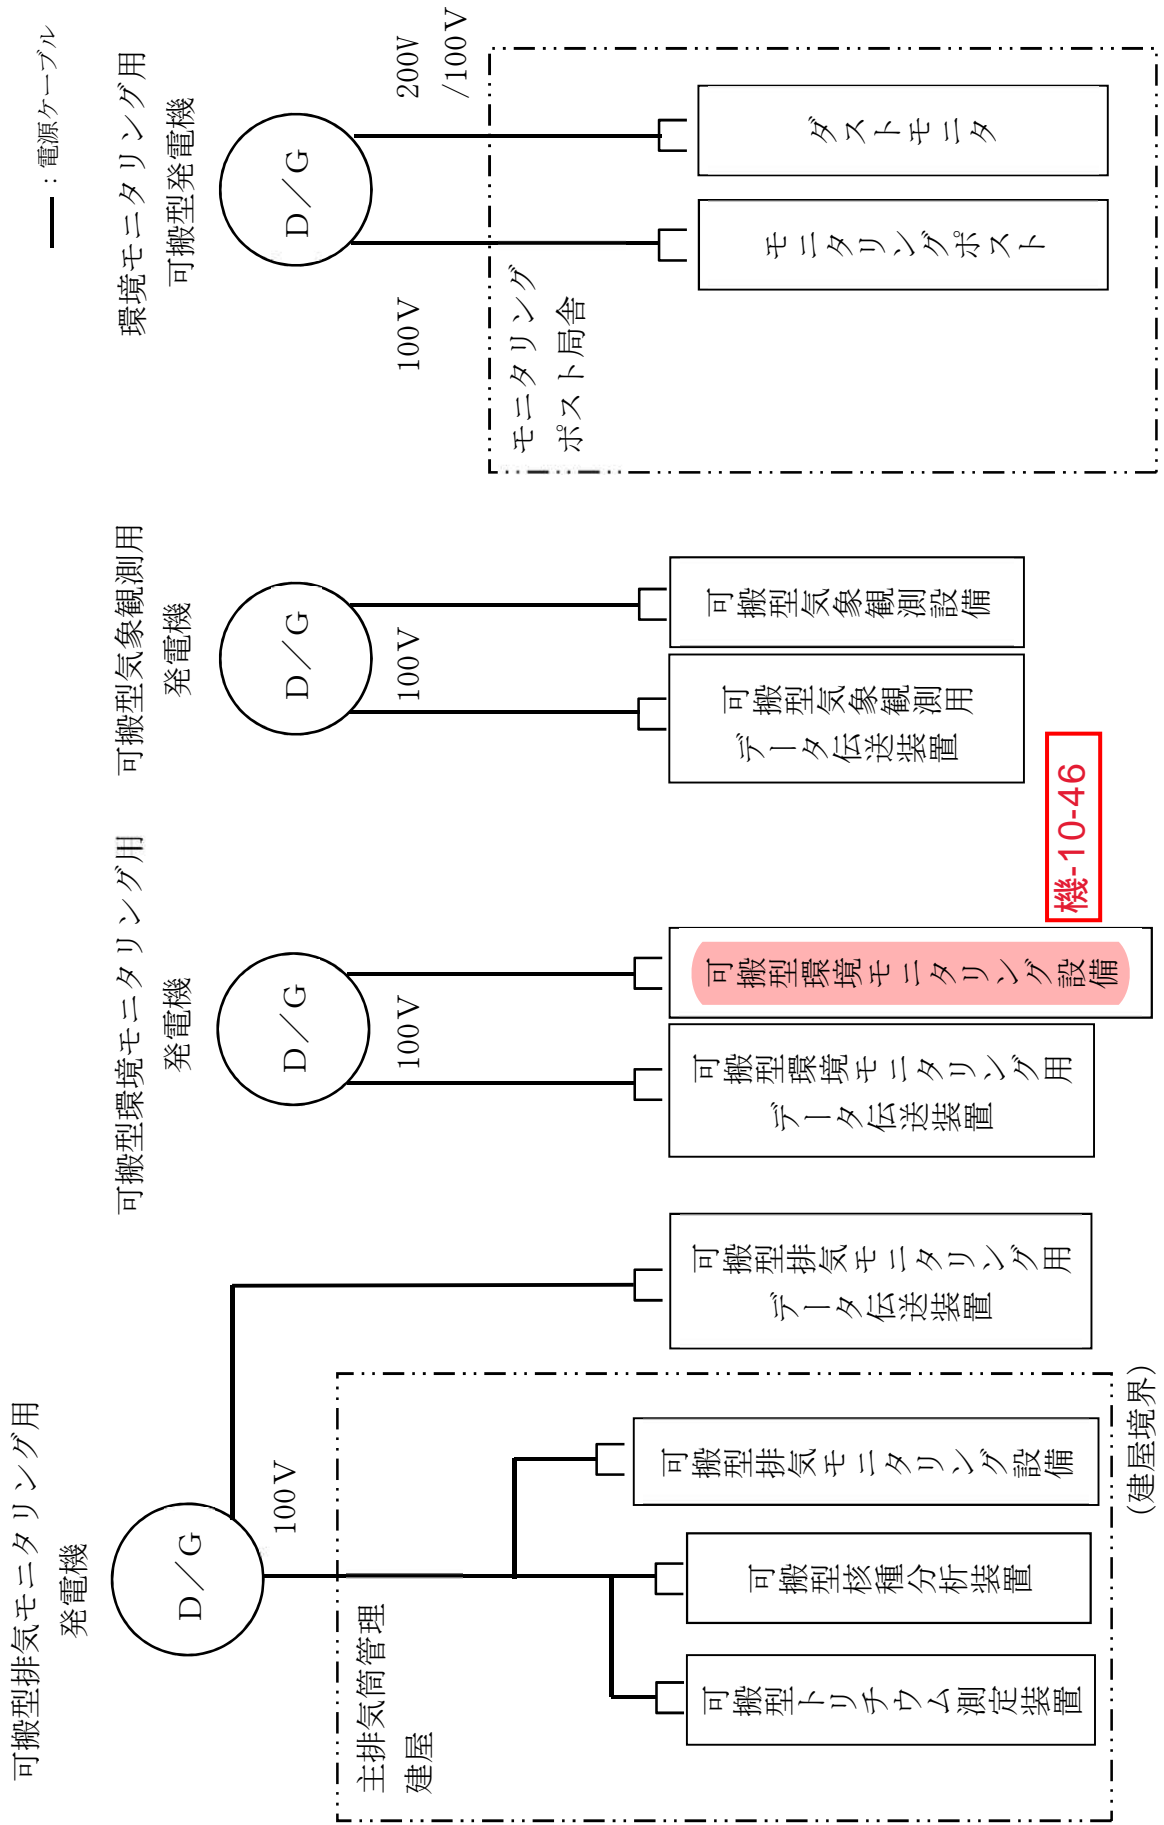 ━：電源ケーブル
可搬型排気モニタリング用
発電機
D／G
100V
主排気筒管理
建屋
可搬型トリチウム測定装置
可搬型核種分析装置
可搬型排気モニタリング設備
(建屋境界)
可搬型排気モニタリング用
データ伝送装置
可搬型環境モニタリング用
発電機
D／G
100V
可搬型環境モニタリング用
データ伝送装置
可搬型環境モニタリング設備
機-10-46
可搬型気象観測用
発電機
D／G
100V
可搬型気象観測用
データ伝送装置
可搬型気象観測設備
環境モニタリング用
可搬型発電機
D／G
100V
200V
/100V
モニタリング
ポスト局舎
モニタリングポスト
ダストモニタ